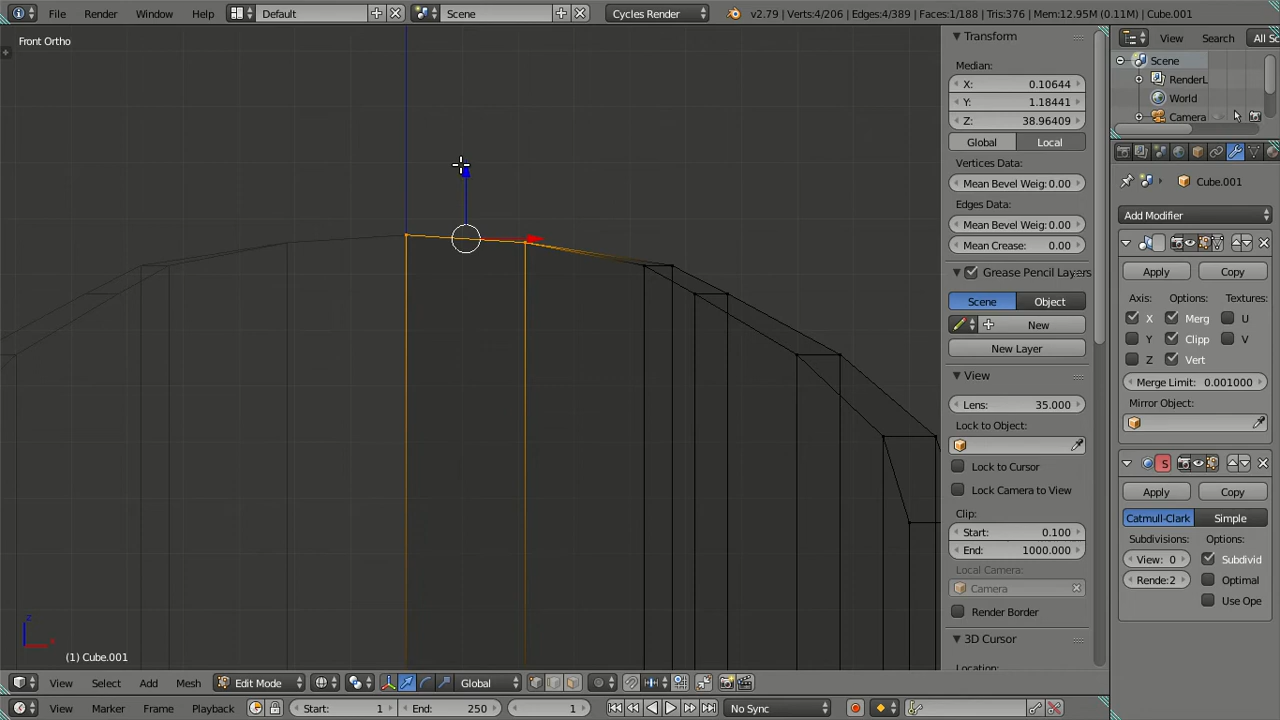 File Render Window Help Default Scene Cycles Render v2.79 | Verts:4/206 | Edges:4/389 | Faces:1/188 | Tris:376 | Mem:12.95M (0.11M) | Cube.001
Front Ortho
Transform
Median:
X: 0.10644
Y: 1.18441
Z: 38.96409
Global Local
Vertices Data:
Mean Bevel Weig: 0.00
Edges Data:
Mean Bevel Weig: 0.00
Mean Crease: 0.00
Grease Pencil Layers
Scene Object
New
New Layer
View
Lens: 35.000
Lock to Object:
Lock to Cursor
Lock Camera to View
Clip:
Start: 0.100
End: 1000.000
Local Camera:
Camera
Render Border
3D Cursor
Location:
View Search All Sc
Scene
RenderL
World
Camera
Cube.001
Add Modifier
Apply Copy
Axis: Options: Textures:
X Merg U
Y Clipp V
Z Vert
Merge Limit: 0.001000
Mirror Object:
S
Apply Copy
Catmull-Clark Simple
Subdivisions: Options:
View: 0 Subdivid
Rende: 2 Optimal
Use Ope
z
x
(1) Cube.001
View Select Add Mesh Edit Mode Global
View Marker Frame Playback Start: 1 End: 250 1 No Sync